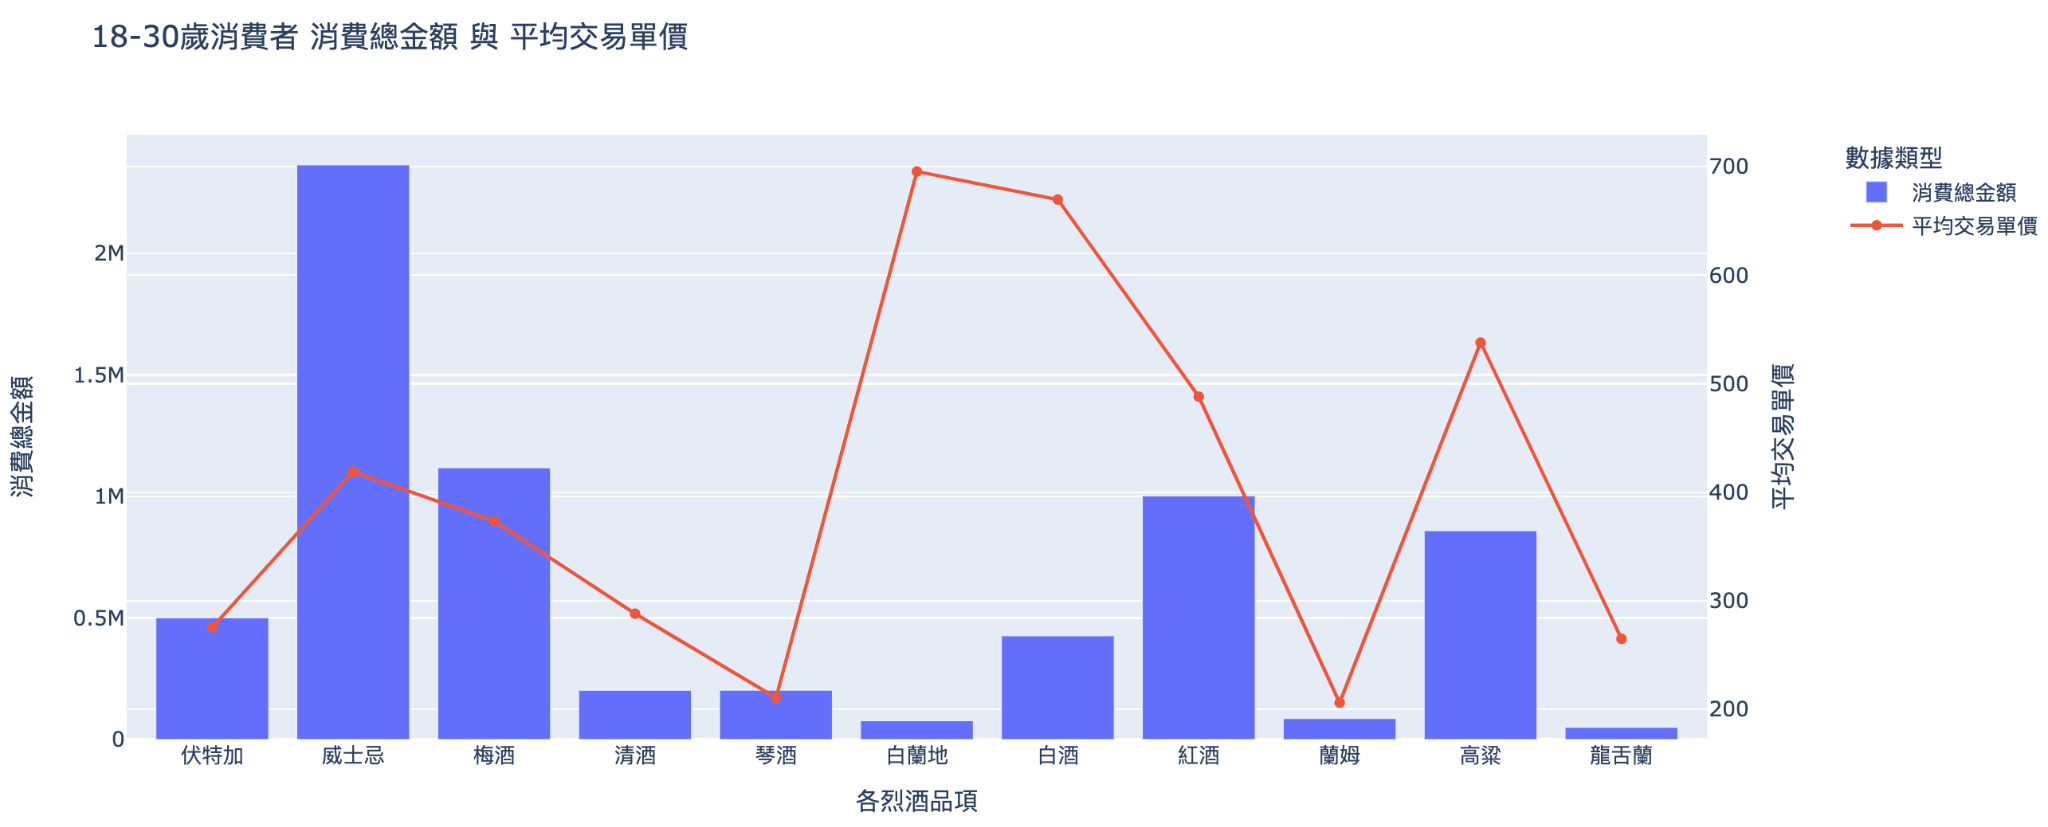 18-30歲消費者 消費總金額 與 平均交易單價
數據類型
消費總金額
平均交易單價
消費總金額
2M
1.5M
1M
0.5M
0
700
600
500
400
300
200
平均交易單價
伏特加 威士忌 梅酒 清酒 琴酒 白蘭地 白酒 紅酒 蘭姆 高粱 龍舌蘭
各烈酒品項